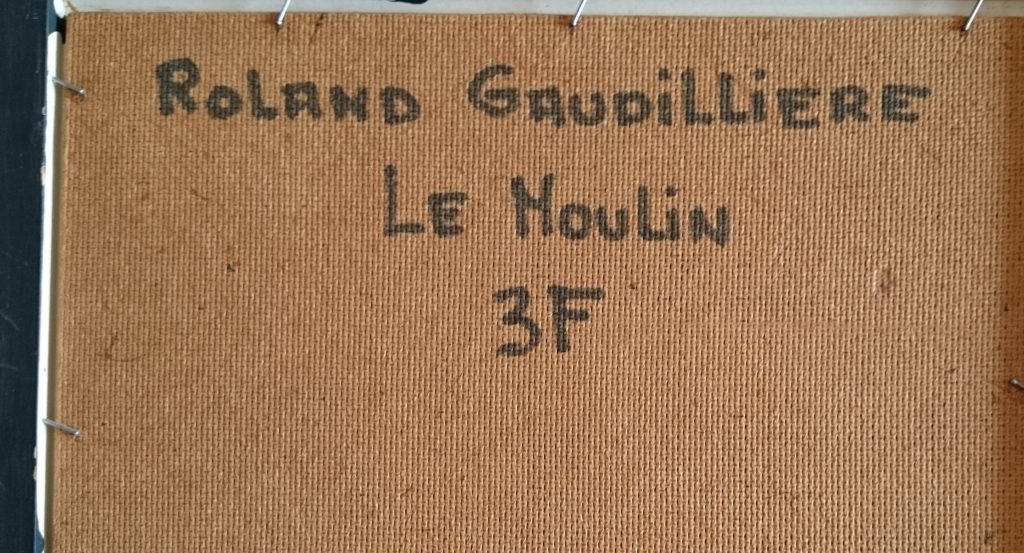 Roland Gaudilliere
Le Moulin
3F